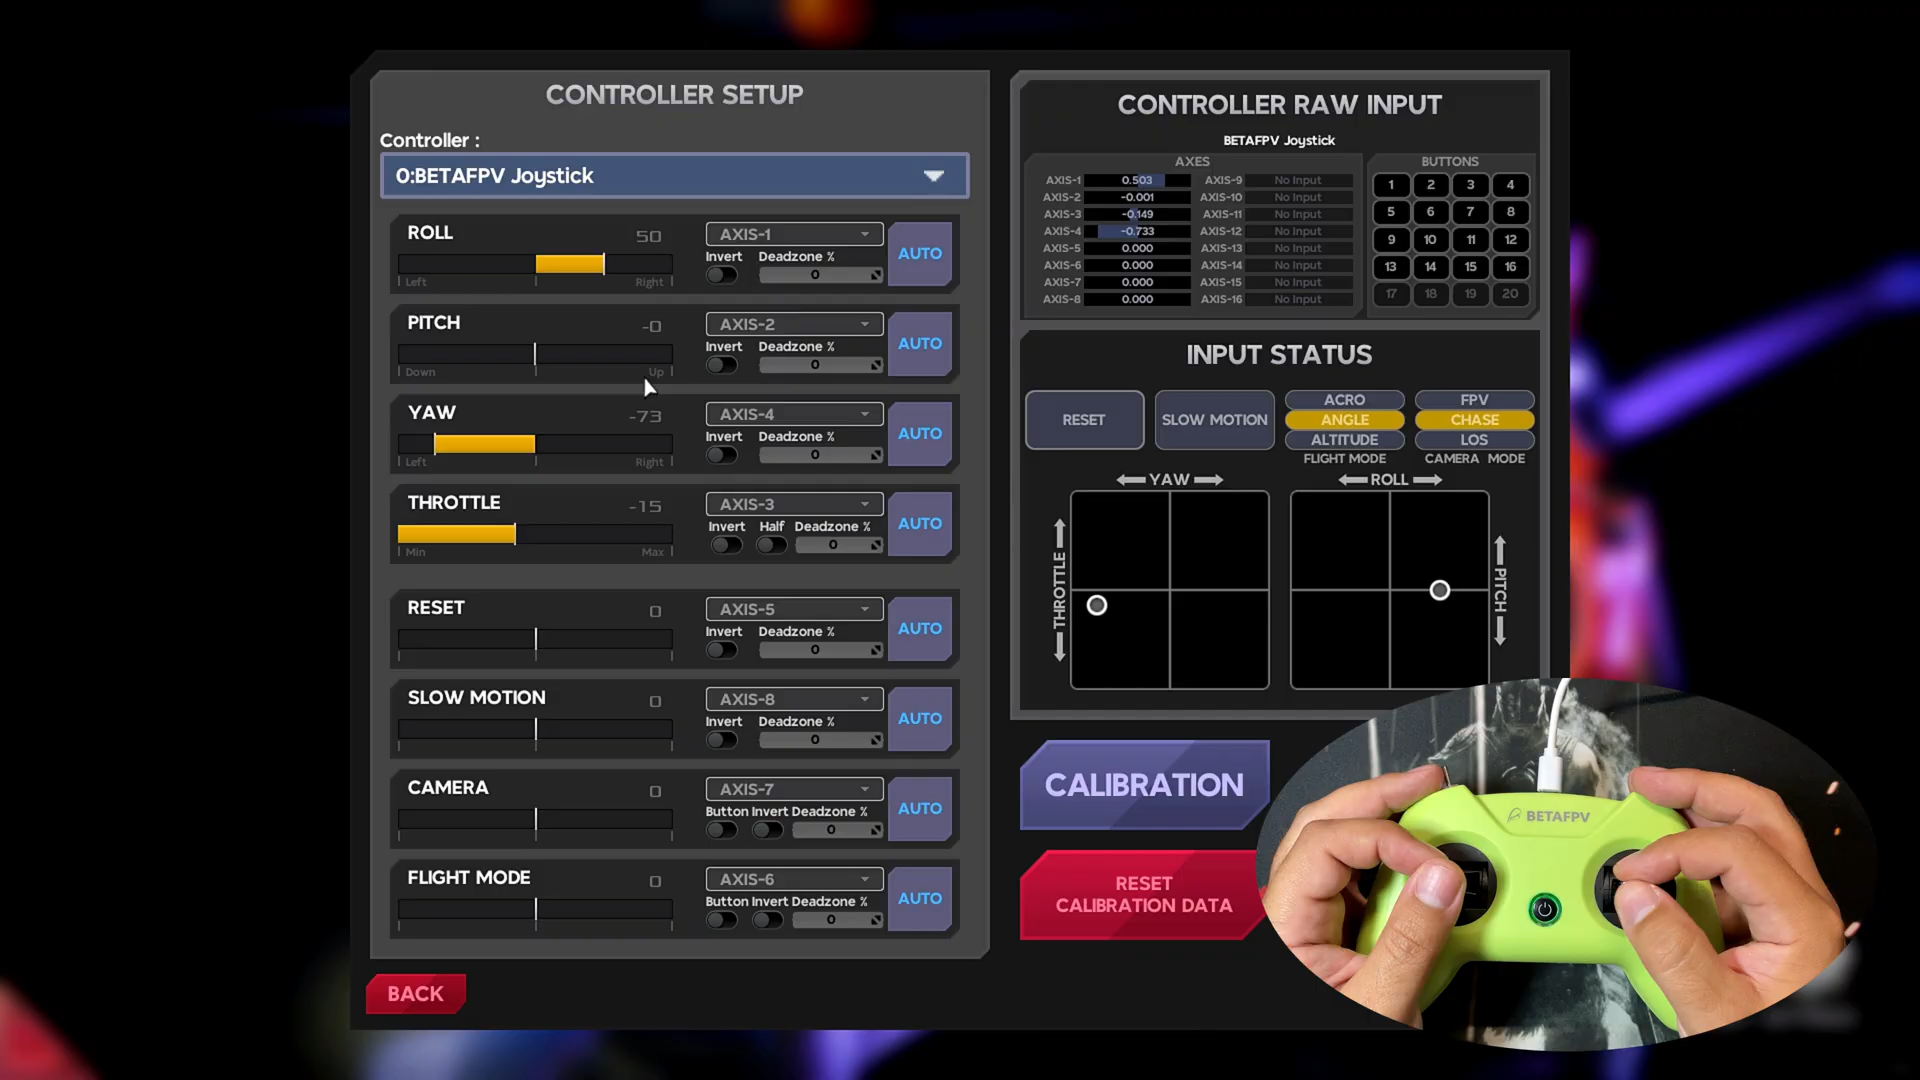 CONTROLLER SETUP
Controller :
0:BETAFPV Joystick
ROLL
50
AXIS-1
AUTO
Invert
Deadzone %
0
Left
Right
PITCH
-0
AXIS-2
AUTO
Invert
Deadzone %
0
Down
Up
YAW
-73
AXIS-4
AUTO
Invert
Deadzone %
0
Left
Right
THROTTLE
-15
AXIS-3
AUTO
Invert
Half
Deadzone %
0
Min
Max
RESET
0
AXIS-5
AUTO
Invert
Deadzone %
0
SLOW MOTION
0
AXIS-8
AUTO
Invert
Deadzone %
0
CAMERA
0
AXIS-7
AUTO
Button Invert Deadzone %
0
FLIGHT MODE
0
AXIS-6
AUTO
Button Invert Deadzone %
0
BACK
CONTROLLER RAW INPUT
BETAFPV Joystick
AXES
AXIS-1 0.503 AXIS-9 No Input
AXIS-2 -0.001 AXIS-10 No Input
AXIS-3 -0.149 AXIS-11 No Input
AXIS-4 -0.733 AXIS-12 No Input
AXIS-5 0.000 AXIS-13 No Input
AXIS-6 0.000 AXIS-14 No Input
AXIS-7 0.000 AXIS-15 No Input
AXIS-8 0.000 AXIS-16 No Input
BUTTONS
1 2 3 4
5 6 7 8
9 10 11 12
13 14 15 16
17 18 19 20
INPUT STATUS
RESET
SLOW MOTION
ACRO
ANGLE
ALTITUDE
FLIGHT MODE
FPV
CHASE
LOS
CAMERA MODE
YAW
THROTTLE
ROLL
PITCH
CALIBRATION
RESET
CALIBRATION DATA
BETAFPV